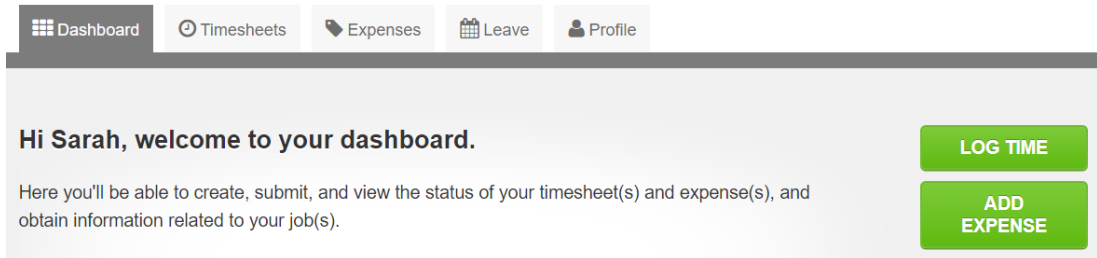 Dashboard Timesheets Expenses Leave Profile
Hi Sarah, welcome to your dashboard.
LOG TIME
Here you'll be able to create, submit, and view the status of your timesheet(s) and expense(s), and
obtain information related to your job(s).
ADD
EXPENSE